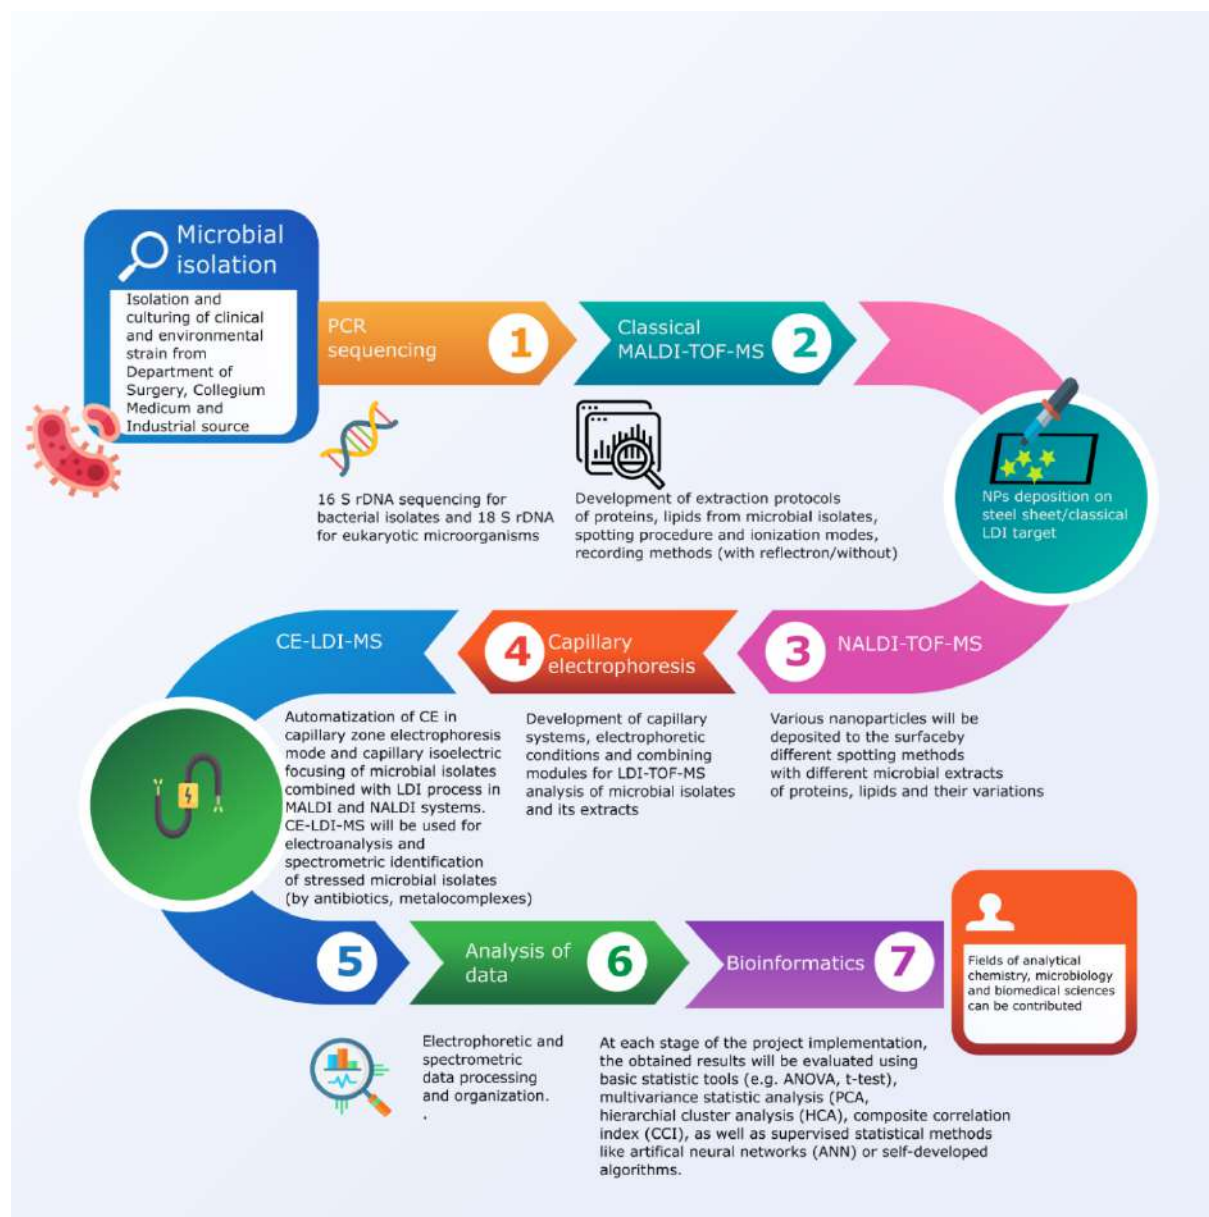 Microbial
isolation
Isolation and
culturing of clinical
and environmental
strain from
Department of
Surgery, Collegium
Medicum and
Industrial source
PCR
sequencing
1
16 S rDNA sequencing for
bacterial isolates and 18 S rDNA
for eukaryotic microorganisms
Classical
MALDI-TOF-MS
2
Development of extraction protocols
of proteins, lipids from microbial isolates,
spotting procedure and ionization modes,
recording methods (with reflectron/without)
NPs deposition on
steel sheet/classical
LDI target
3
NALDI-TOF-MS
Various nanoparticles will be
deposited to the surfaceby
different spotting methods
with different microbial extracts
of proteins, lipids and their variations
4
Capillary
electrophoresis
Development of capillary
systems, electrophoretic
conditions and combining
modules for LDI-TOF-MS
analysis of microbial isolates
and its extracts
CE-LDI-MS
Automatization of CE in
capillary zone electrophoresis
mode and capillary isoelectric
focusing of microbial isolates
combined with LDI process in
MALDI and NALDI systems.
CE-LDI-MS will be used for
electroanalysis and
spectrometric identification
of stressed microbial isolates
(by antibiotics, metalocomplexes)
5
Analysis of
data
6
Electrophoretic and
spectrometric
data processing
and organization.
.
Bioinformatics
7
At each stage of the project implementation,
the obtained results will be evaluated using
basic statistic tools (e.g. ANOVA, t-test),
multivariance statistic analysis (PCA,
hierarchial cluster analysis (HCA), composite correlation
index (CCI), as well as supervised statistical methods
like artifical neural networks (ANN) or self-developed
algorithms.
Fields of analytical
chemistry, microbiology
and biomedical sciences
can be contributed